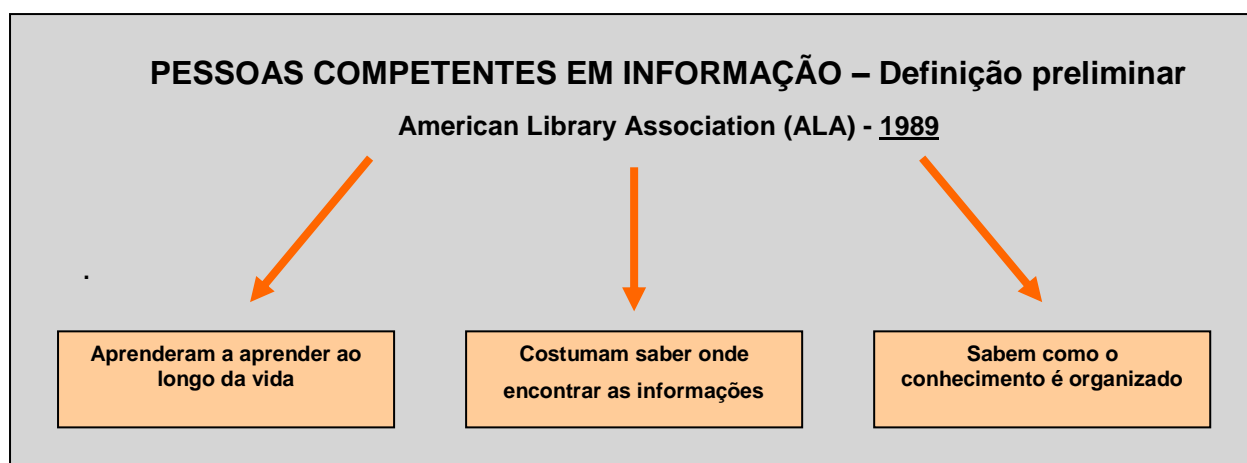 PESSOAS COMPETENTES EM INFORMAÇÃO – Definição preliminar
American Library Association (ALA) - 1989
.
Aprenderam a aprender ao
longo da vida
Costumam saber onde
encontrar as informações
Sabem como o
conhecimento é organizado